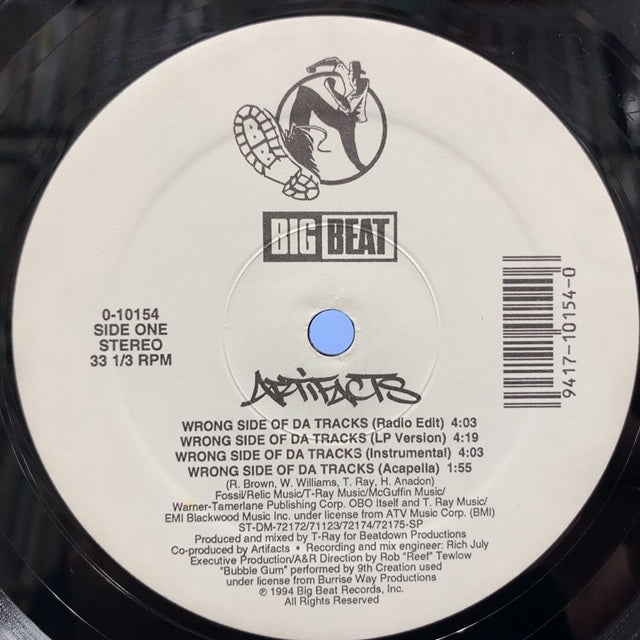 BIG BEAT
0-10154
SIDE ONE
STEREO
33 1/3 RPM
9417-10154-0
ARTIFACTS
WRONG SIDE OF DA TRACKS (Radio Edit) 4:03
WRONG SIDE OF DA TRACKS (LP Version) 4:19
WRONG SIDE OF DA TRACKS (Instrumental) 4:03
WRONG SIDE OF DA TRACKS (Acapella) 1:55
(R. Brown, W. Williams, T. Ray, H. Anadon)
Fossil/Relic Music/T-Ray Music/McGuffin Music/
Warner-Tamerlane Publishing Corp. OBO Itself and T. Ray Music/
EMI Blackwood Music Inc. under license from ATV Music Corp. (BMI)
ST-DM-72172/71123/72174/72175-SP
Produced and mixed by T-Ray for Beatdown Productions
Co-produced by Artifacts • Recording and mix engineer: Rich July
Executive Production/A&R Direction by Rob "Reef" Tewlow
"Bubble Gum" performed by 9th Creation used
under license from Burrise Way Productions
℗ 1994 Big Beat Records, Inc.
All Rights Reserved